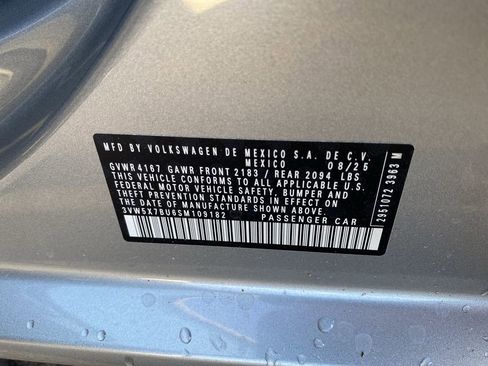 MFD BY VOLKSWAGEN DE MEXICO S.A. DE C.V.
MEXICO 08/25
GVWR 4167 GAWR FRONT 2183 / REAR 2094 LBS
THIS VEHICLE CONFORMS TO ALL APPLICABLE U.S.
FEDERAL MOTOR VEHICLE SAFETY, BUMPER AND
THEFT PREVENTION STANDARDS IN EFFECT ON THE
DATE OF MANUFACTURE SHOWN ABOVE
3VW5X7BU6SM109182 PASSENGER CAR
2951072 3963 M